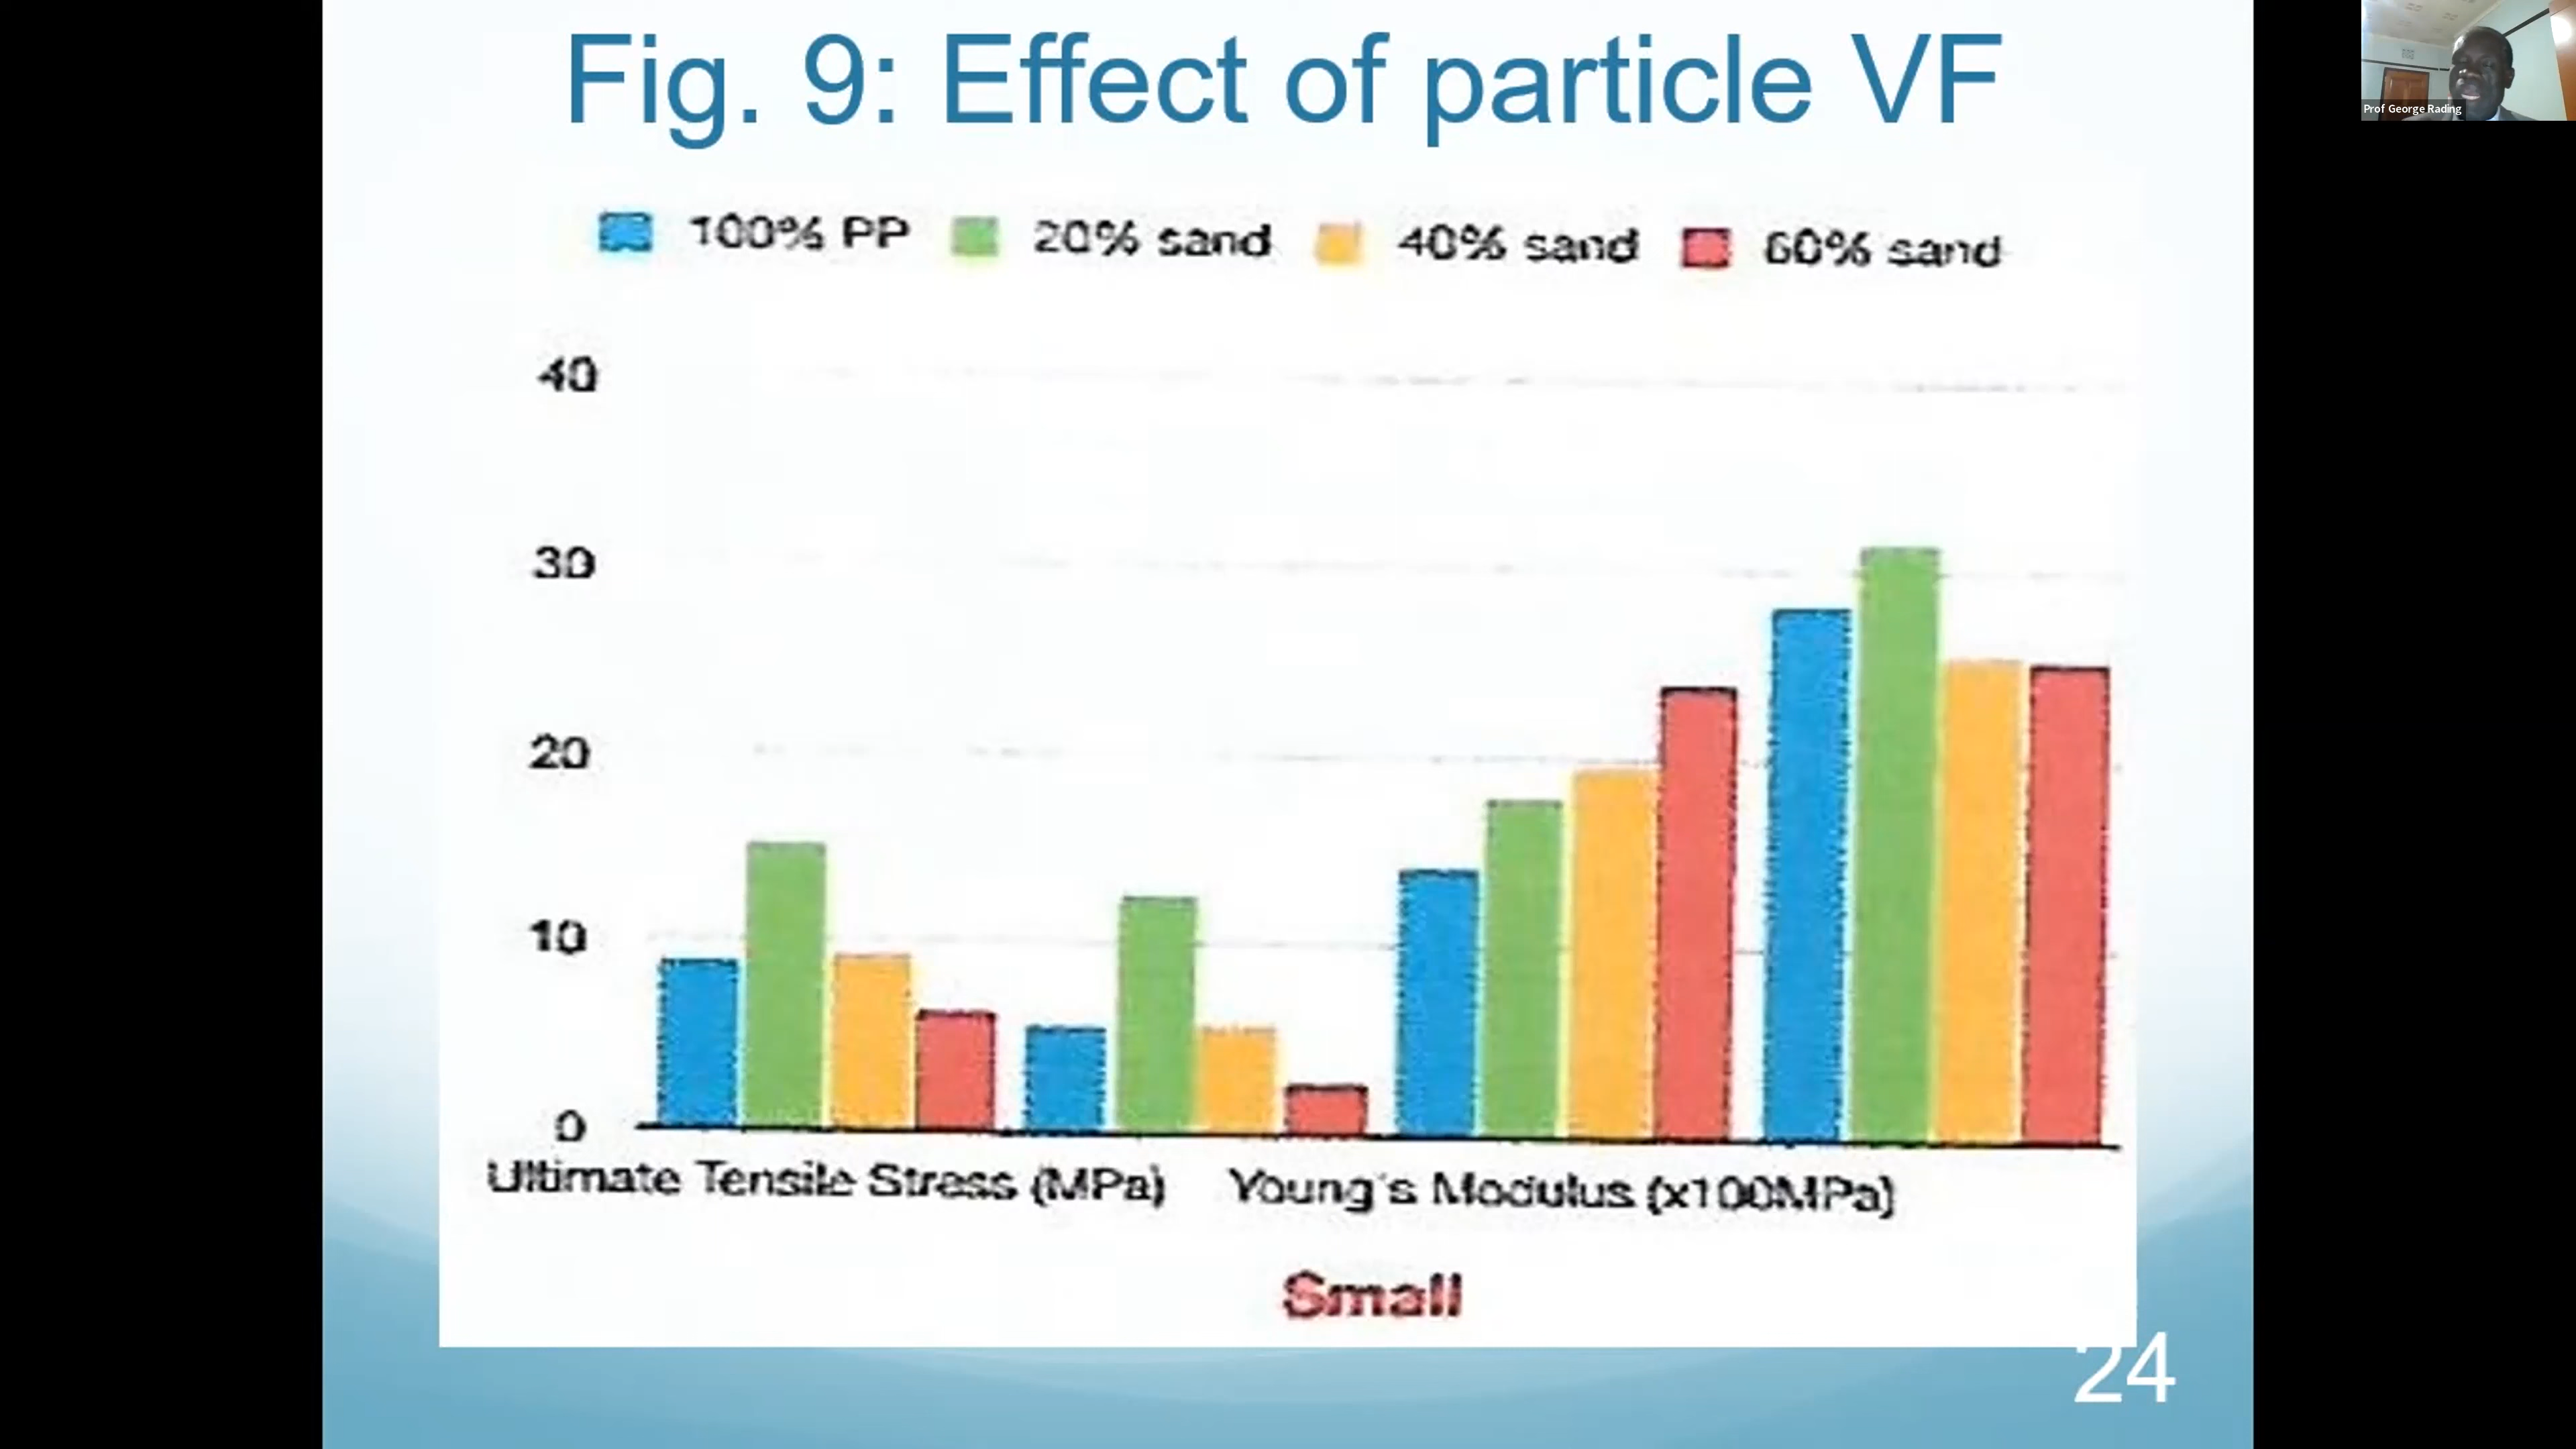 Fig. 9: Effect of particle VF
Prof George Rading
100% PP 20% sand 40% sand 60% sand
40
30
20
10
0
Ultimate Tensile Stress (MPa) Young's Modulus (x100MPa)
Small
24